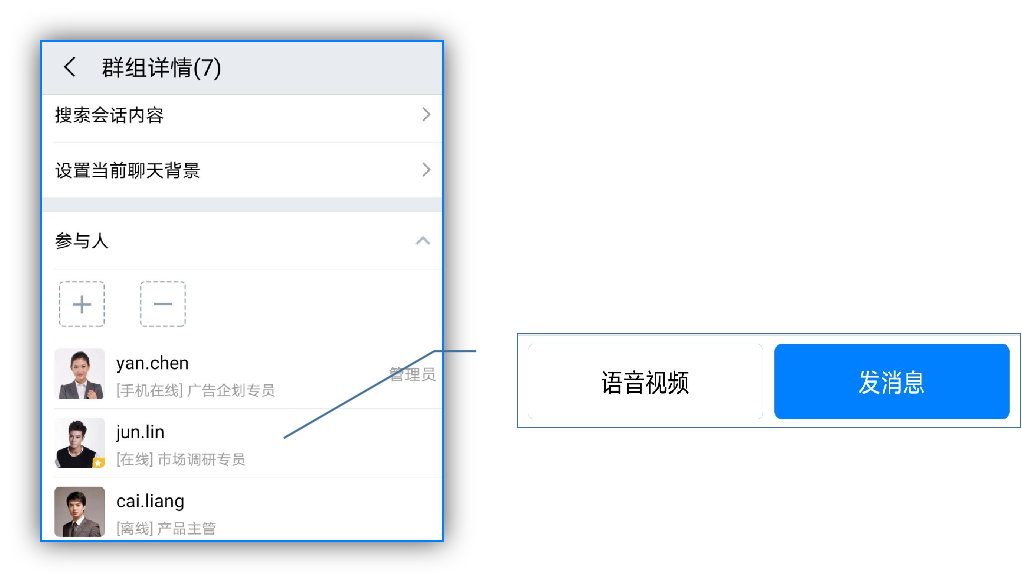 群组详情(7)
搜索会话内容
设置当前聊天背景
参与人
yan.chen
[手机在线] 广告企划专员
管理员
jun.lin
[在线] 市场调研专员
cai.liang
[离线] 产品主管
语音视频
发消息